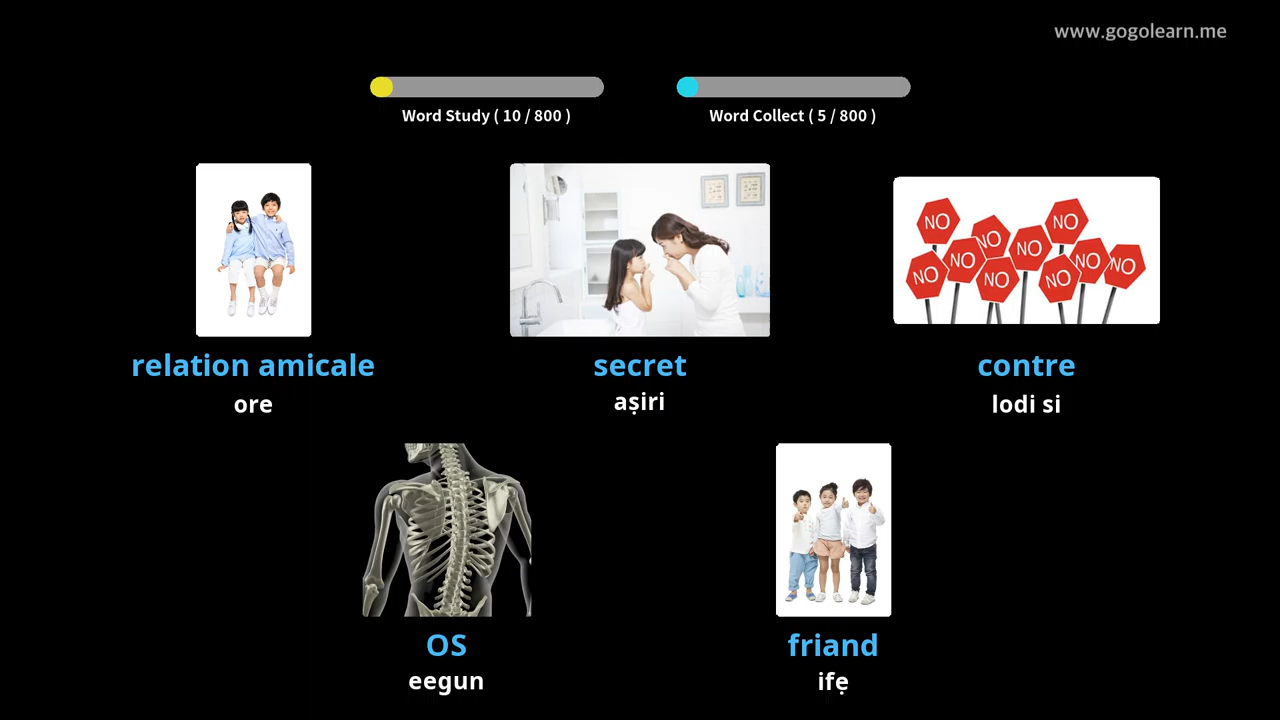 www.gogolearn.me
Word Study ( 10 / 800 )
Word Collect ( 5 / 800 )
NO NO NO NO NO NO NO NO NO NO
relation amicale
secret
contre
ore
aṣiri
lodi si
OS
friand
eegun
ifẹ